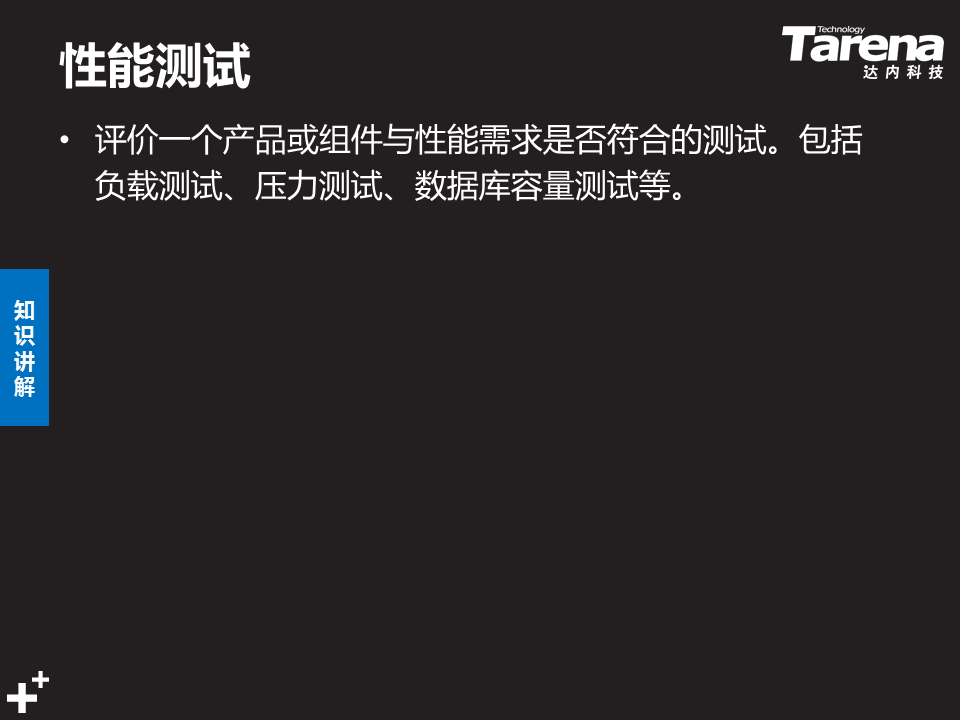 性能测试
Technology
Tarena
达内科技
• 评价一个产品或组件与性能需求是否符合的测试。包括
负载测试、压力测试、数据库容量测试等。
知
识
讲
解